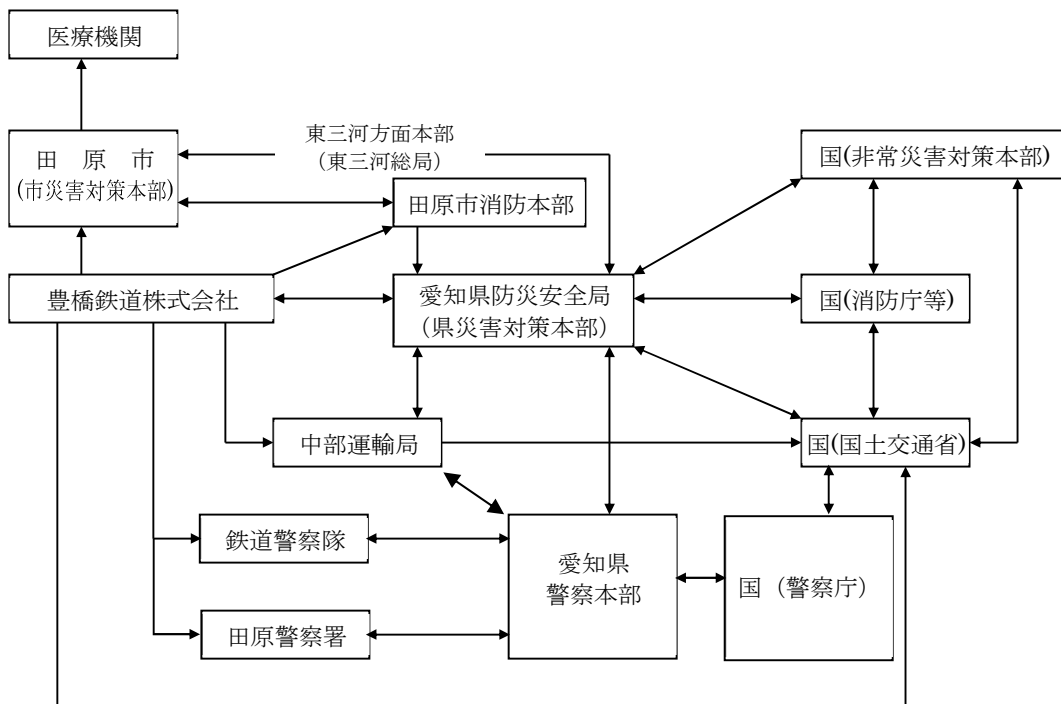 医療機関
東三河方面本部
（東三河総局）
田　原　市
(市災害対策本部)
国(非常災害対策本部)
田原市消防本部
豊橋鉄道株式会社
愛知県防災安全局
（県災害対策本部）
国(消防庁等)
中部運輸局
国(国土交通省)
鉄道警察隊
愛知県
警察本部
国（警察庁）
田原警察署